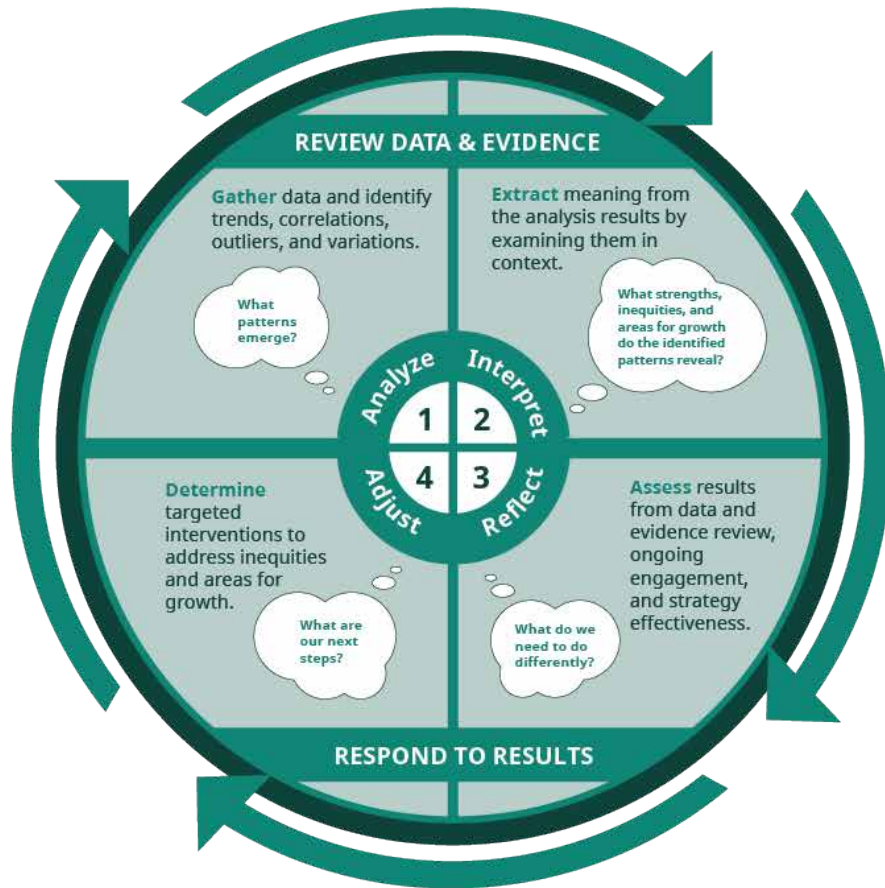 REVIEW DATA & EVIDENCE
Gather data and identify
trends, correlations,
outliers, and variations.
What
patterns
emerge?
Analyze
1
Extract meaning from
the analysis results by
examining them in
context.
What strengths,
inequities, and
areas for growth
do the identified
patterns reveal?
Interpret
2
Assess results
from data and
evidence review,
ongoing
engagement,
and strategy
effectiveness.
What do we
need to do
differently?
Reflect
3
Determine
targeted
interventions to
address inequities
and areas for
growth.
What are
our next
steps?
Adjust
4
RESPOND TO RESULTS